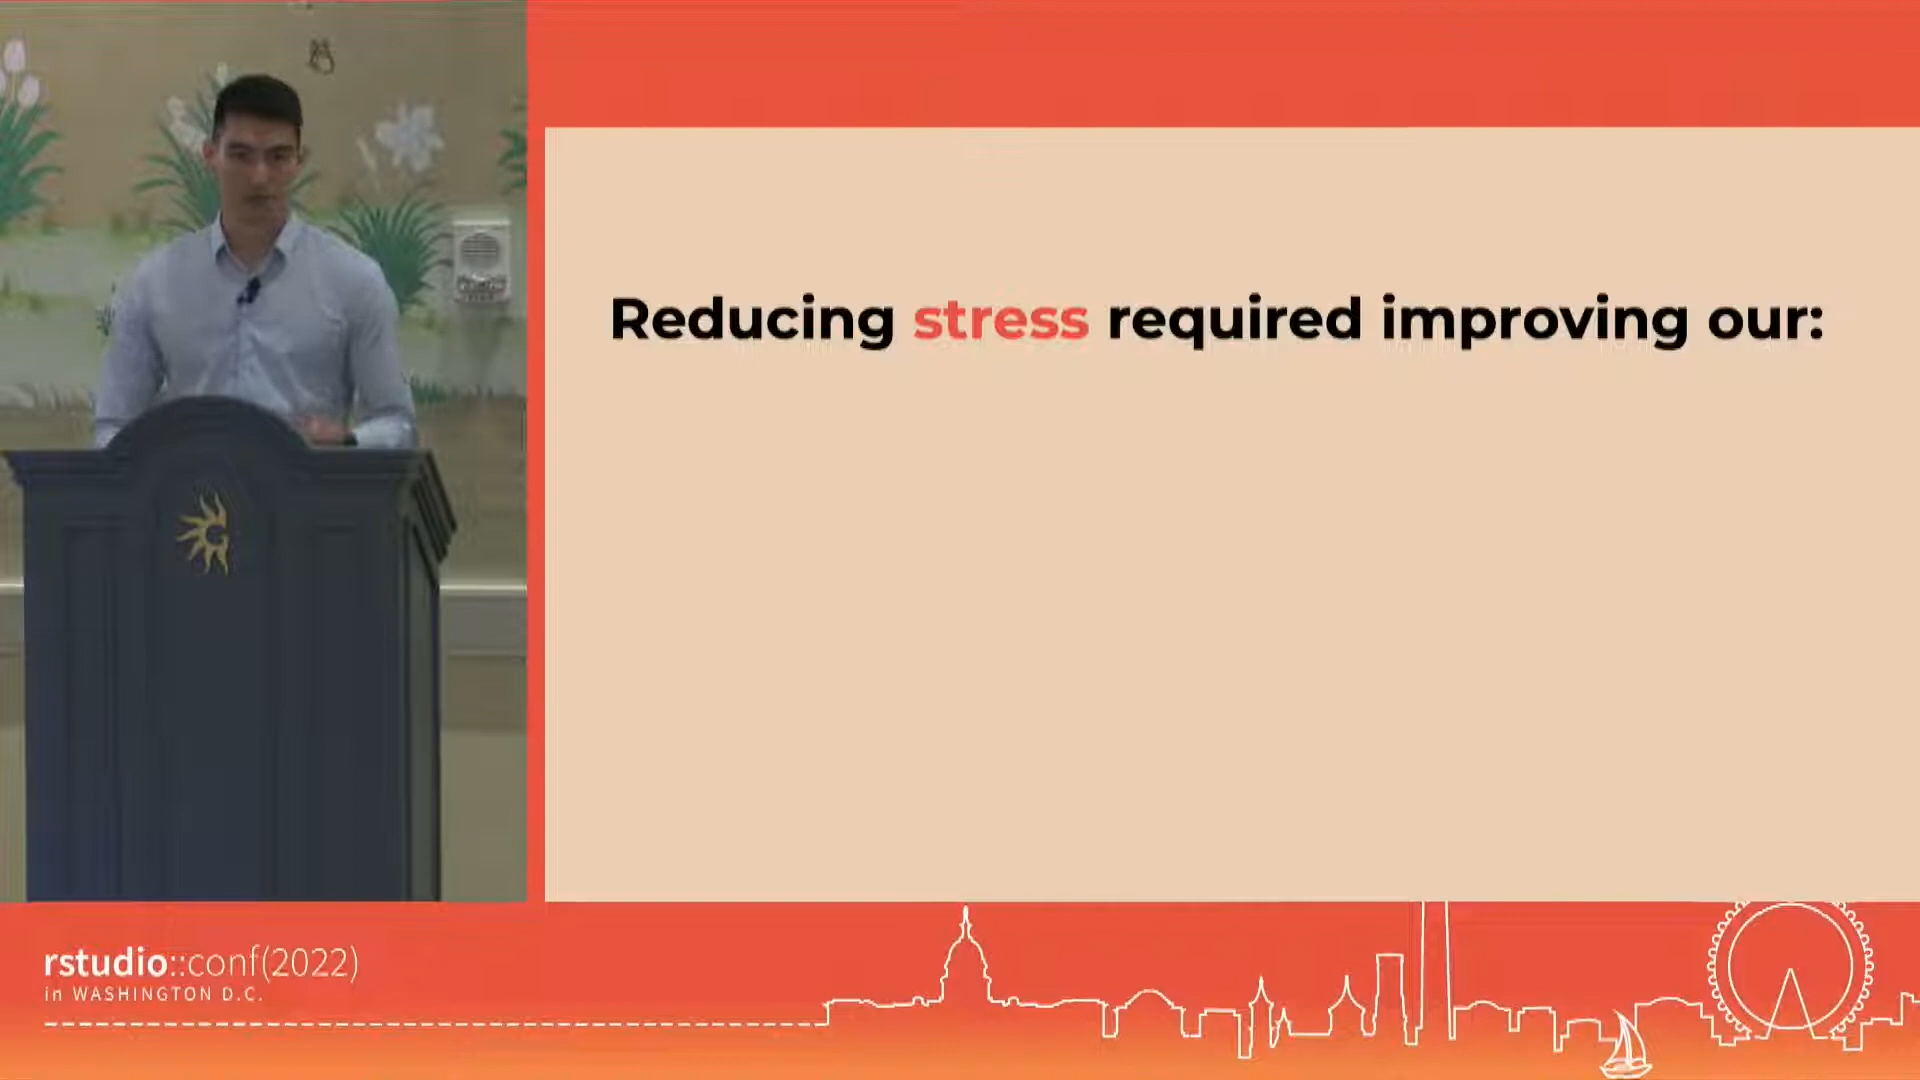 Reducing stress required improving our:
rstudio::conf(2022)
in WASHINGTON D.C.